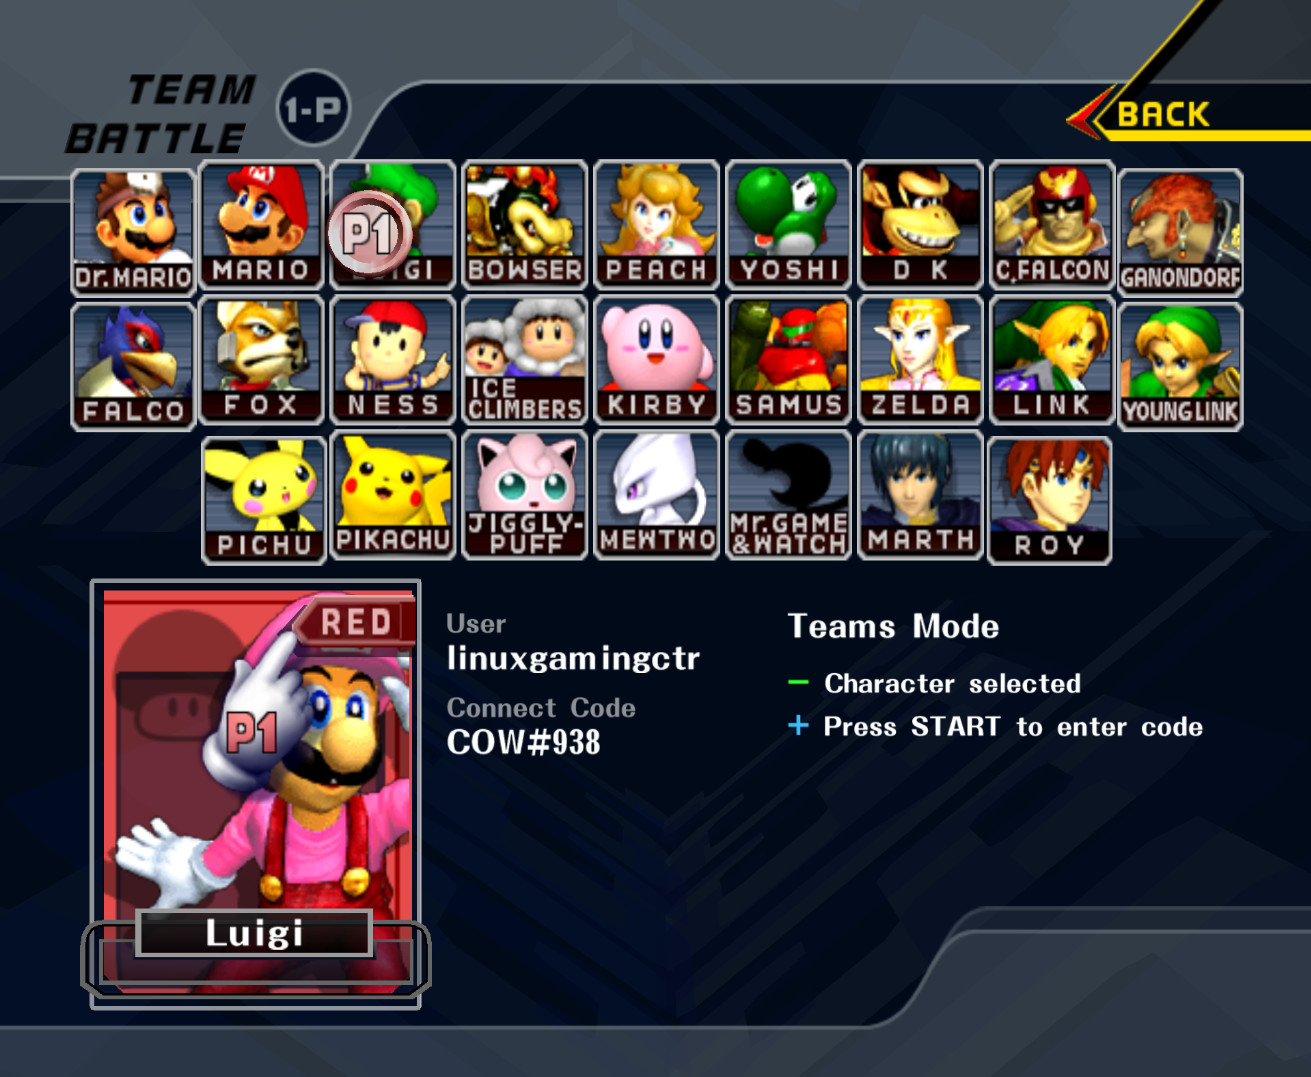 TEAM
BATTLE
1-P
BACK
Dr.MARIO
MARIO
P1
IGI
BOWSER
PEACH
YOSHI
D K
C,FALCON
GANONDORF
FALCO
FOX
NESS
ICE
CLIMBERS
KIRBY
SAMUS
ZELDA
LINK
YOUNG LINK
PICHU
PIKACHU
JIGGLY-
PUFF
MEWTWO
Mr.GAME
&WATCH
MARTH
ROY
RED
P1
Luigi
User
linuxgamingctr
Connect Code
COW#938
Teams Mode
- Character selected
+ Press START to enter code